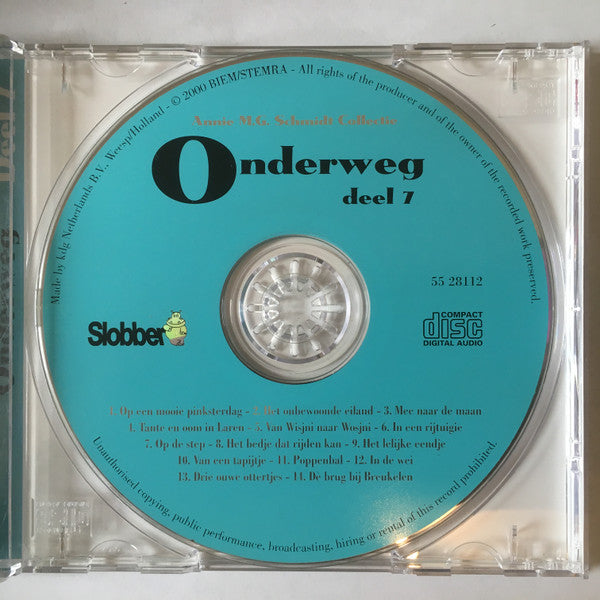 Made by kdg Netherlands B.V. Weesp/Holland - © 2000 BIEM/STEMRA - All rights of the producer and of the owner of the recorded work preserved.
Annie M.G. Schmidt Collectie
Onderweg
deel 7
55 28112
Slobber
COMPACT
disc
DIGITAL AUDIO
1. Op een mooie pinksterdag - 2. Het onbewoonde eiland - 3. Mee naar de maan
4. Tante en oom in Laren - 5. Van Wisjni naar Wosjni - 6. In een rijtuigie
7. Op de step - 8. Het bedje dat rijden kan - 9. Het lelijke eendje
10. Van een tapijtje - 11. Poppenbal - 12. In de wei
13. Drie ouwe ottertjes - 14. De brug bij Breukelen
Unauthorised copying, public performance, broadcasting, hiring or rental of this record prohibited.